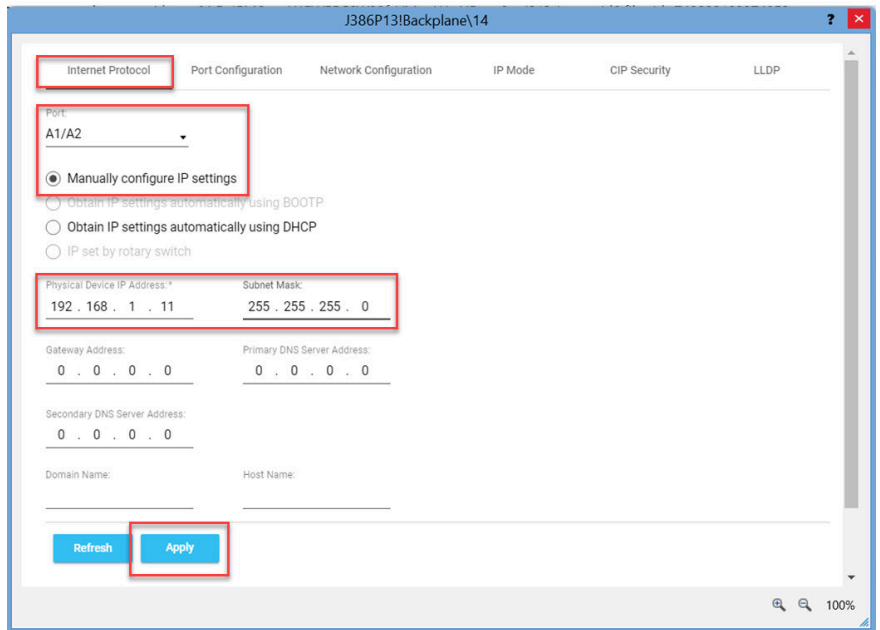 J386P13!Backplane\14
?
Internet Protocol Port Configuration Network Configuration IP Mode CIP Security LLDP
Port:
A1/A2
Manually configure IP settings
Obtain IP settings automatically using BOOTP
Obtain IP settings automatically using DHCP
IP set by rotary switch
Physical Device IP Address:* Subnet Mask:
192 . 168 . 1 . 11 255 . 255 . 255 . 0
Gateway Address: Primary DNS Server Address:
0 . 0 . 0 . 0 0 . 0 . 0 . 0
Secondary DNS Server Address:
0 . 0 . 0 . 0
Domain Name: Host Name:
Refresh Apply
100%